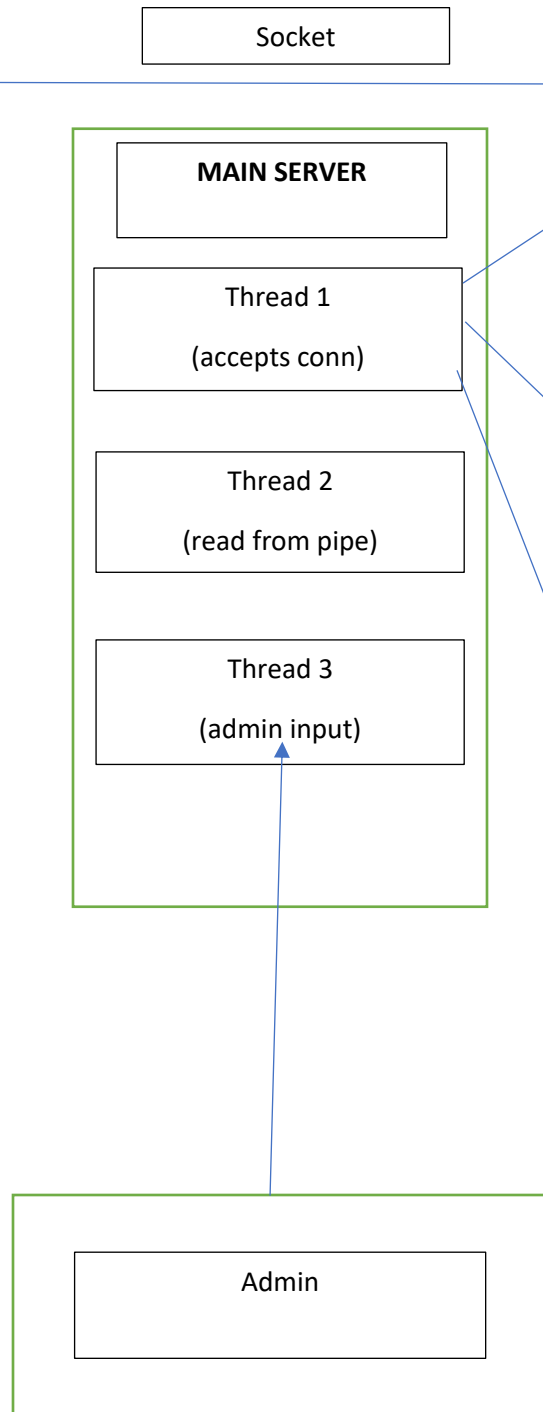 Socket
MAIN SERVER
Thread 1
(accepts conn)
Thread 2
(read from pipe)
Thread 3
(admin input)
Admin